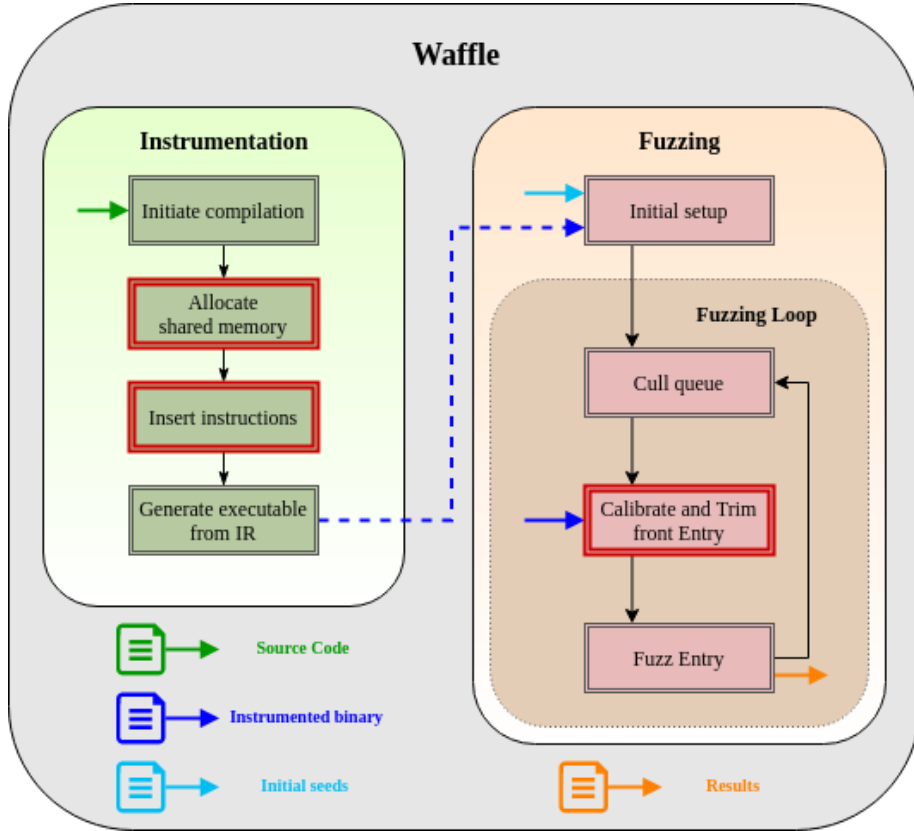 Waffle
Instrumentation
Initiate compilation
Allocate
shared memory
Insert instructions
Generate executable
from IR
Fuzzing
Initial setup
Fuzzing Loop
Cull queue
Calibrate and Trim
front Entry
Fuzz Entry
Source Code
Instrumented binary
Initial seeds
Results